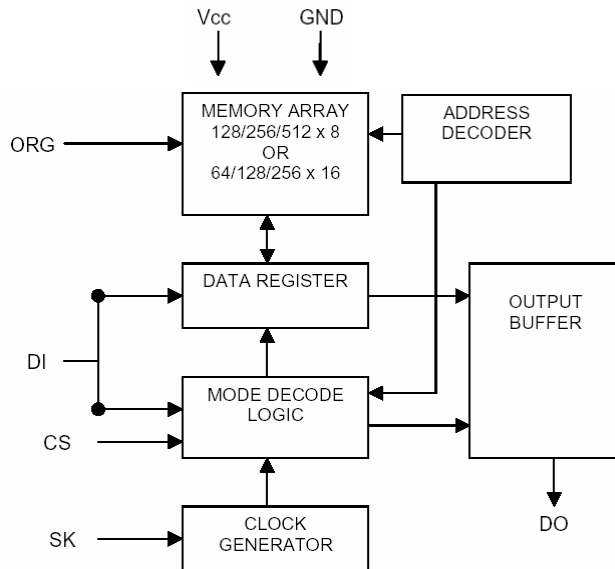 Vcc
GND
MEMORY ARRAY
128/256/512 x 8
OR
64/128/256 x 16
ADDRESS
DECODER
ORG
DATA REGISTER
OUTPUT
BUFFER
DI
MODE DECODE
LOGIC
CS
CLOCK
GENERATOR
SK
DO